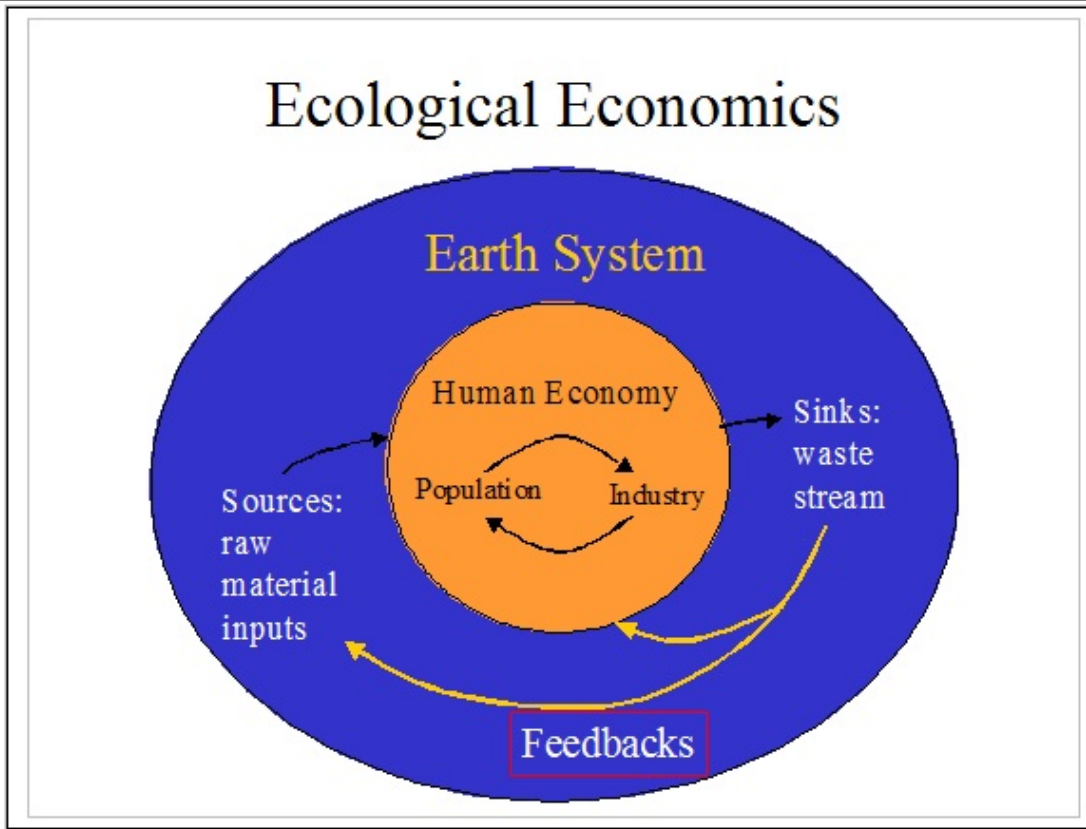 Ecological Economics
Earth System
Human Economy
Population
Industry
Sources:
raw
material
inputs
Sinks:
waste
stream
Feedbacks